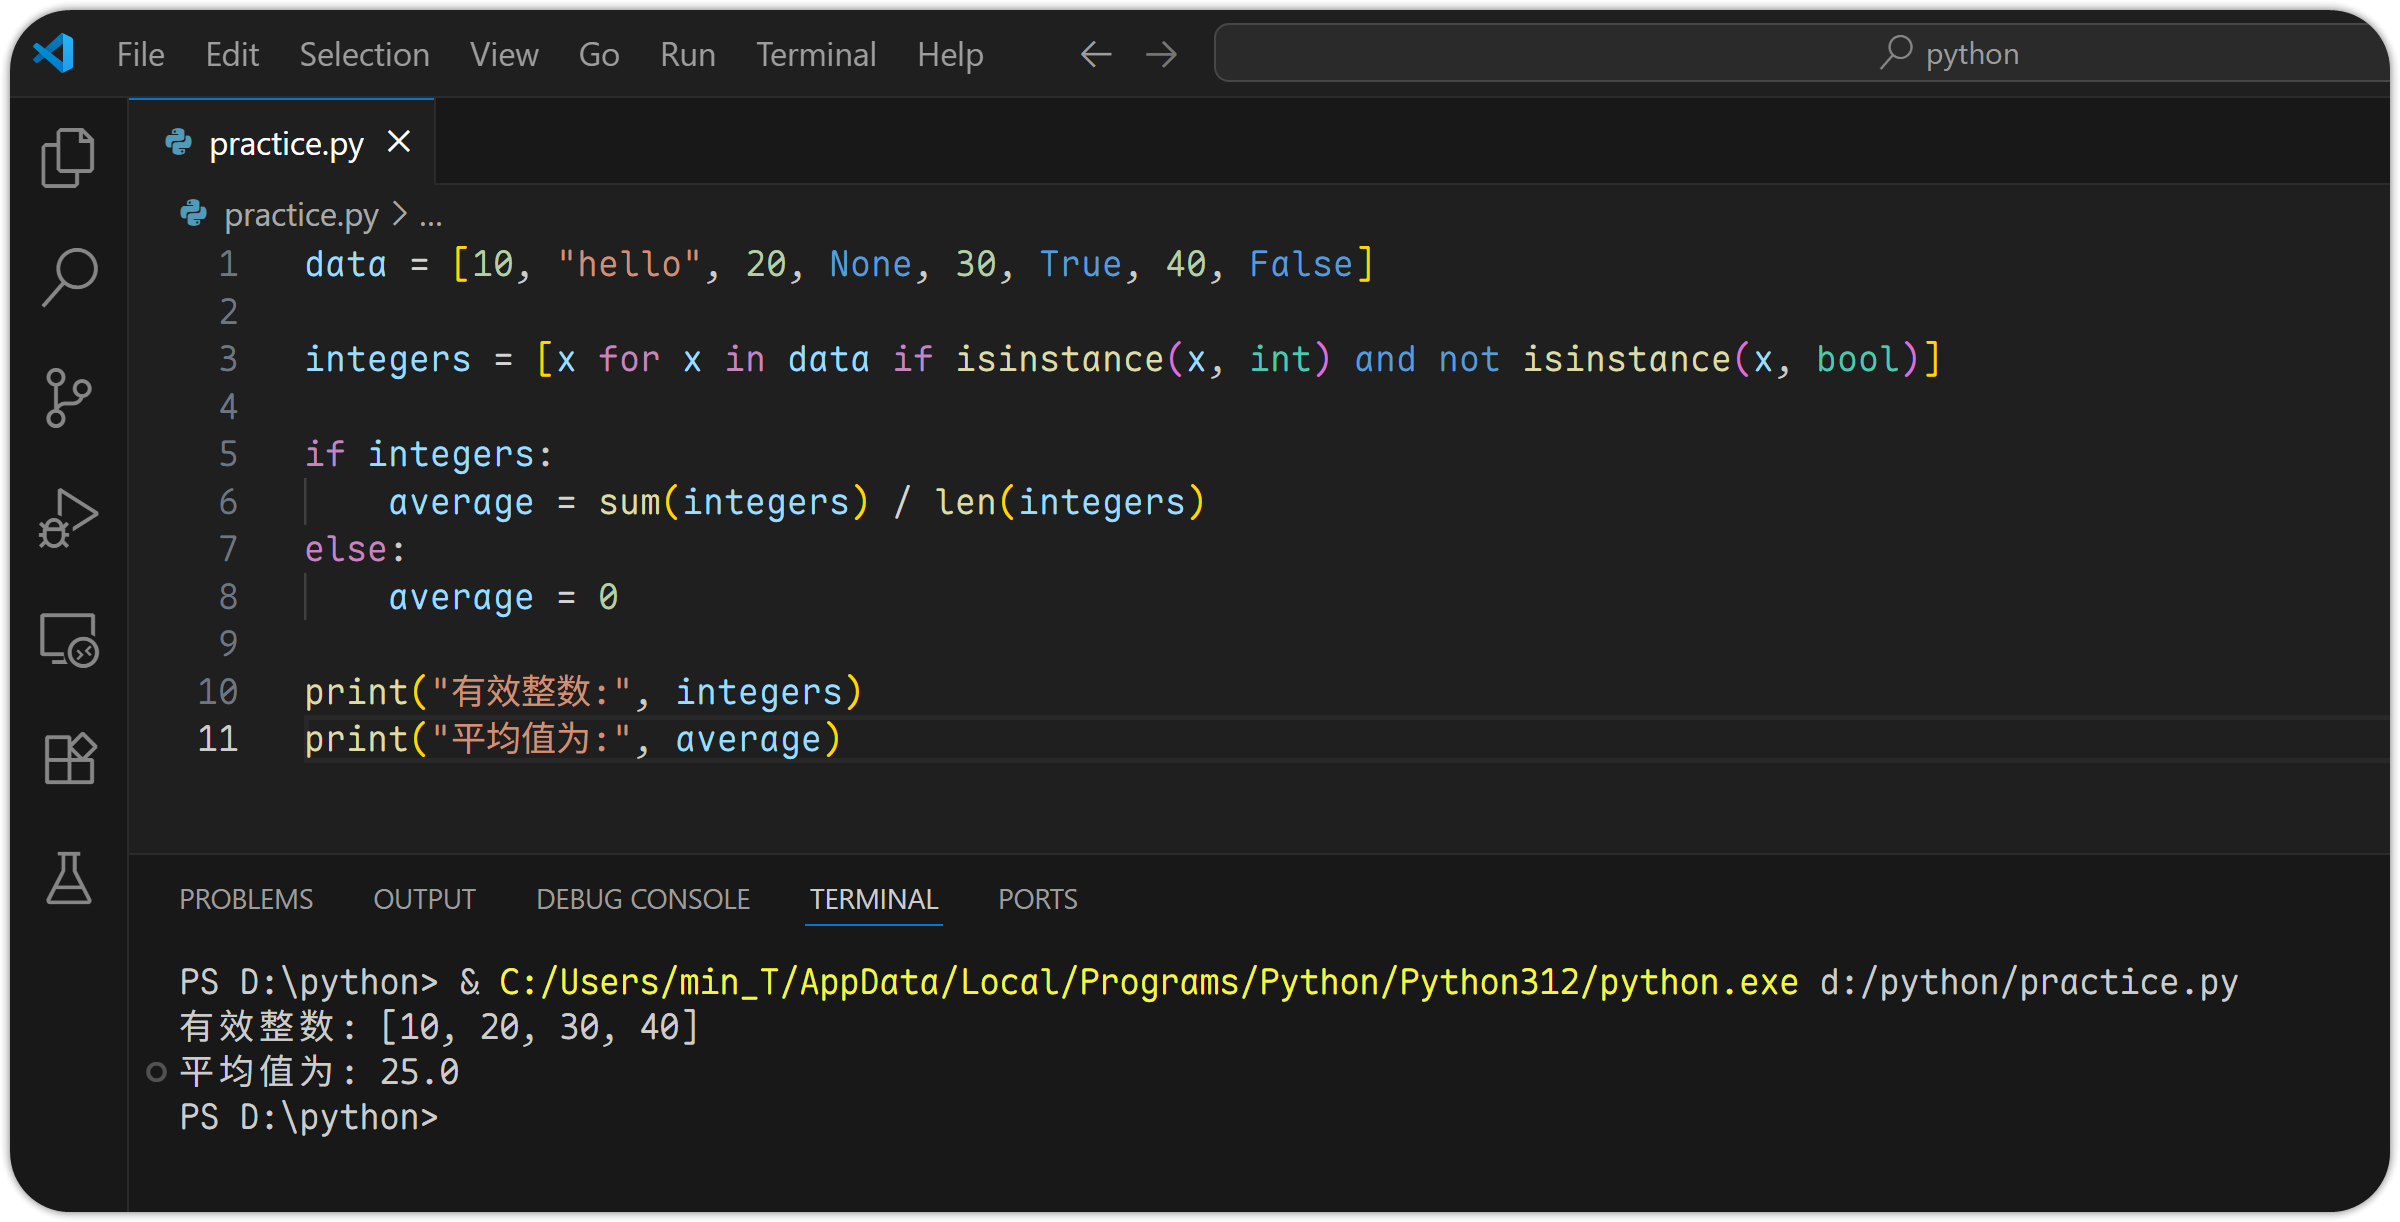 File Edit Selection View Go Run Terminal Help python
practice.py
practice.py > ...
1 data = [10, "hello", 20, None, 30, True, 40, False]
2
3 integers = [x for x in data if isinstance(x, int) and not isinstance(x, bool)]
4
5 if integers:
6     average = sum(integers) / len(integers)
7 else:
8     average = 0
9
10 print("有效整数:", integers)
11 print("平均值为:", average)
PROBLEMS OUTPUT DEBUG CONSOLE TERMINAL PORTS
PS D:\python> & C:/Users/min_T/AppData/Local/Programs/Python/Python312/python.exe d:/python/practice.py
有效整数: [10, 20, 30, 40]
平均值为: 25.0
PS D:\python>